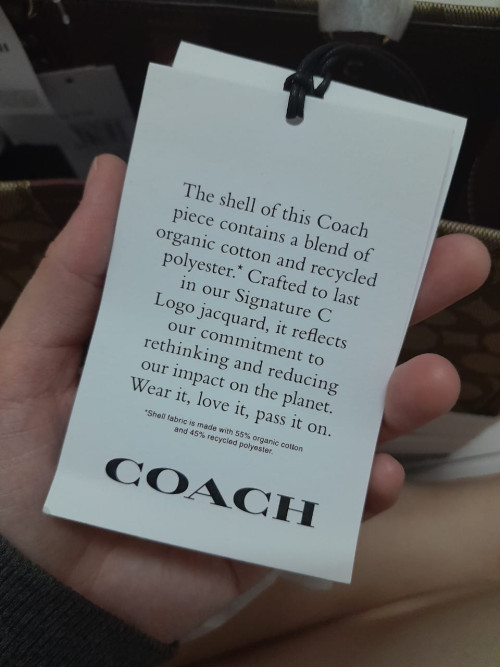 The shell of this Coach
piece contains a blend of
organic cotton and recycled
polyester.* Crafted to last
in our Signature C
Logo jacquard, it reflects
our commitment to
rethinking and reducing
our impact on the planet.
Wear it, love it, pass it on.
*Shell fabric is made with 55% organic cotton
and 45% recycled polyester.
COACH